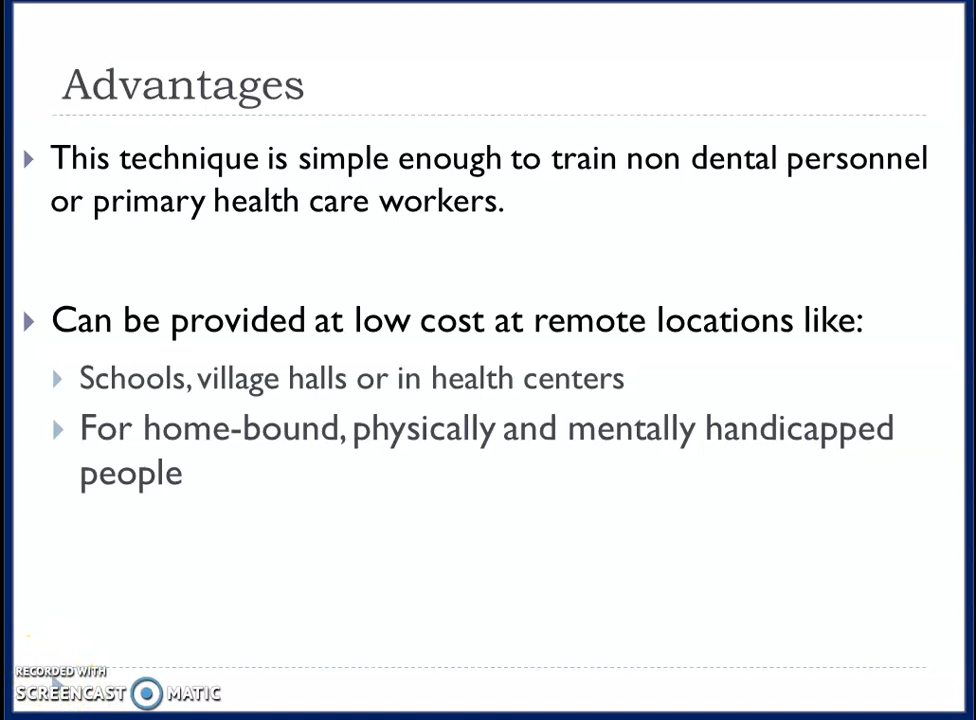 Advantages
This technique is simple enough to train non dental personnel
or primary health care workers.
Can be provided at low cost at remote locations like:
Schools, village halls or in health centers
For home-bound, physically and mentally handicapped
people
RECORDED WITH
SCREENCAST MATIC